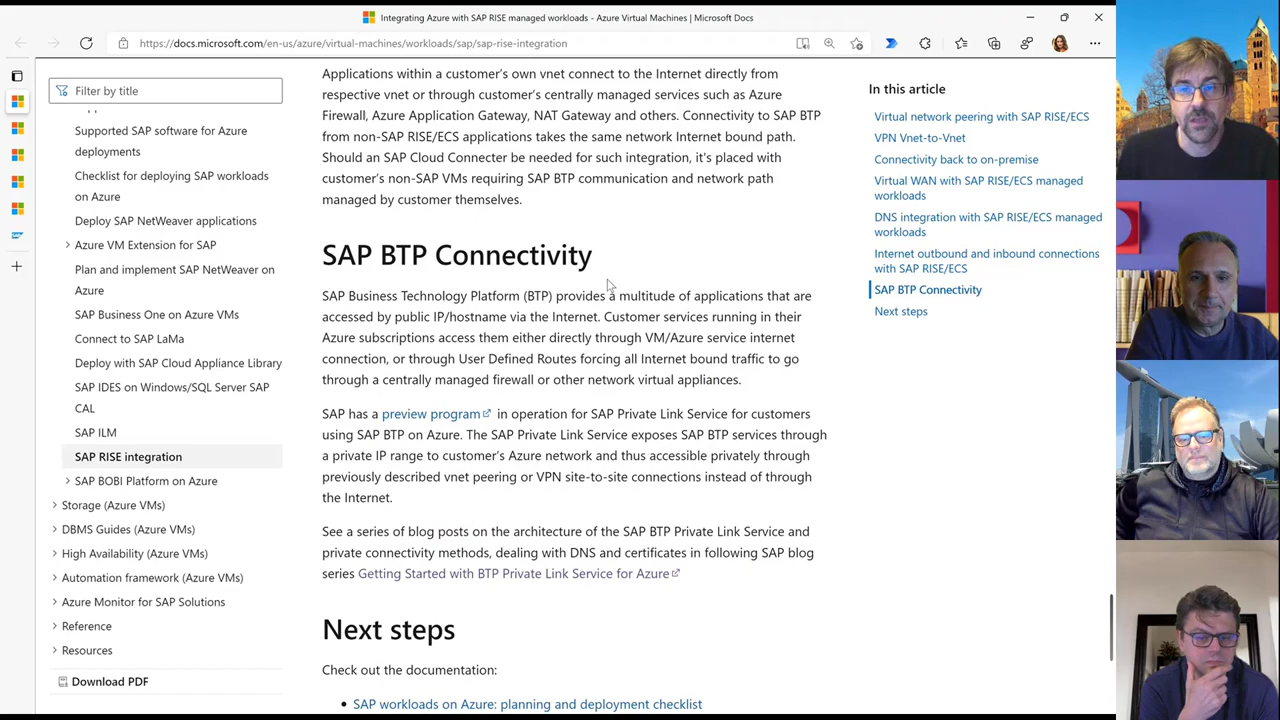 Integrating Azure with SAP RISE managed workloads - Azure Virtual Machines | Microsoft Docs
https://docs.microsoft.com/en-us/azure/virtual-machines/workloads/sap/sap-rise-integration
Filter by title
Supported SAP software for Azure
deployments
Checklist for deploying SAP workloads
on Azure
Deploy SAP NetWeaver applications
Azure VM Extension for SAP
Plan and implement SAP NetWeaver on
Azure
SAP Business One on Azure VMs
Connect to SAP LaMa
Deploy with SAP Cloud Appliance Library
SAP IDES on Windows/SQL Server SAP
CAL
SAP ILM
SAP RISE integration
SAP BOBI Platform on Azure
Storage (Azure VMs)
DBMS Guides (Azure VMs)
High Availability (Azure VMs)
Automation framework (Azure VMs)
Azure Monitor for SAP Solutions
Reference
Resources
Download PDF
Applications within a customer's own vnet connect to the Internet directly from
respective vnet or through customer's centrally managed services such as Azure
Firewall, Azure Application Gateway, NAT Gateway and others. Connectivity to SAP BTP
from non-SAP RISE/ECS applications takes the same network Internet bound path.
Should an SAP Cloud Connecter be needed for such integration, it's placed with
customer's non-SAP VMs requiring SAP BTP communication and network path
managed by customer themselves.
SAP BTP Connectivity
SAP Business Technology Platform (BTP) provides a multitude of applications that are
accessed by public IP/hostname via the Internet. Customer services running in their
Azure subscriptions access them either directly through VM/Azure service internet
connection, or through User Defined Routes forcing all Internet bound traffic to go
through a centrally managed firewall or other network virtual appliances.
SAP has a preview program in operation for SAP Private Link Service for customers
using SAP BTP on Azure. The SAP Private Link Service exposes SAP BTP services through
a private IP range to customer's Azure network and thus accessible privately through
previously described vnet peering or VPN site-to-site connections instead of through
the Internet.
See a series of blog posts on the architecture of the SAP BTP Private Link Service and
private connectivity methods, dealing with DNS and certificates in following SAP blog
series Getting Started with BTP Private Link Service for Azure
Next steps
Check out the documentation:
• SAP workloads on Azure: planning and deployment checklist
In this article
Virtual network peering with SAP RISE/ECS
VPN Vnet-to-Vnet
Connectivity back to on-premise
Virtual WAN with SAP RISE/ECS managed
workloads
DNS integration with SAP RISE/ECS managed
workloads
Internet outbound and inbound connections
with SAP RISE/ECS
SAP BTP Connectivity
Next steps